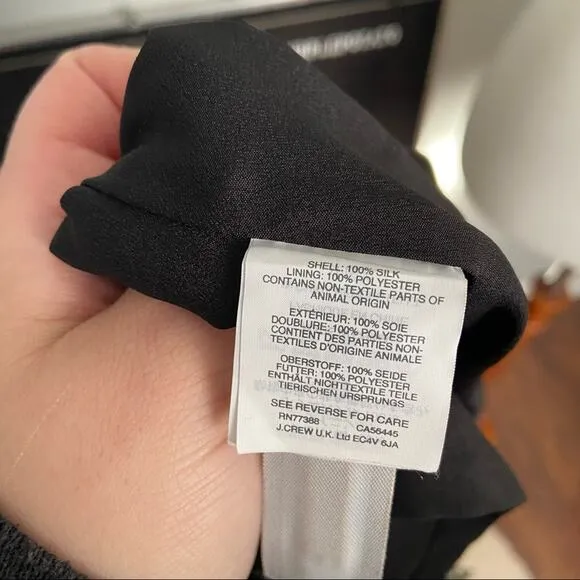 SHELL: 100% SILK
LINING: 100% POLYESTER
CONTAINS NON-TEXTILE PARTS OF
ANIMAL ORIGIN
EXTÉRIEUR: 100% SOIE
DOUBLURE: 100% POLYESTER
CONTIENT DES PARTIES NON-
TEXTILES D'ORIGINE ANIMALE
OBERSTOFF: 100% SEIDE
FUTTER: 100% POLYESTER
ENTHÄLT NICHTTEXTILE TEILE
TIERISCHEN URSPRUNGS
SEE REVERSE FOR CARE
RN77388 CA56445
J.CREW U.K. Ltd EC4V 6JA